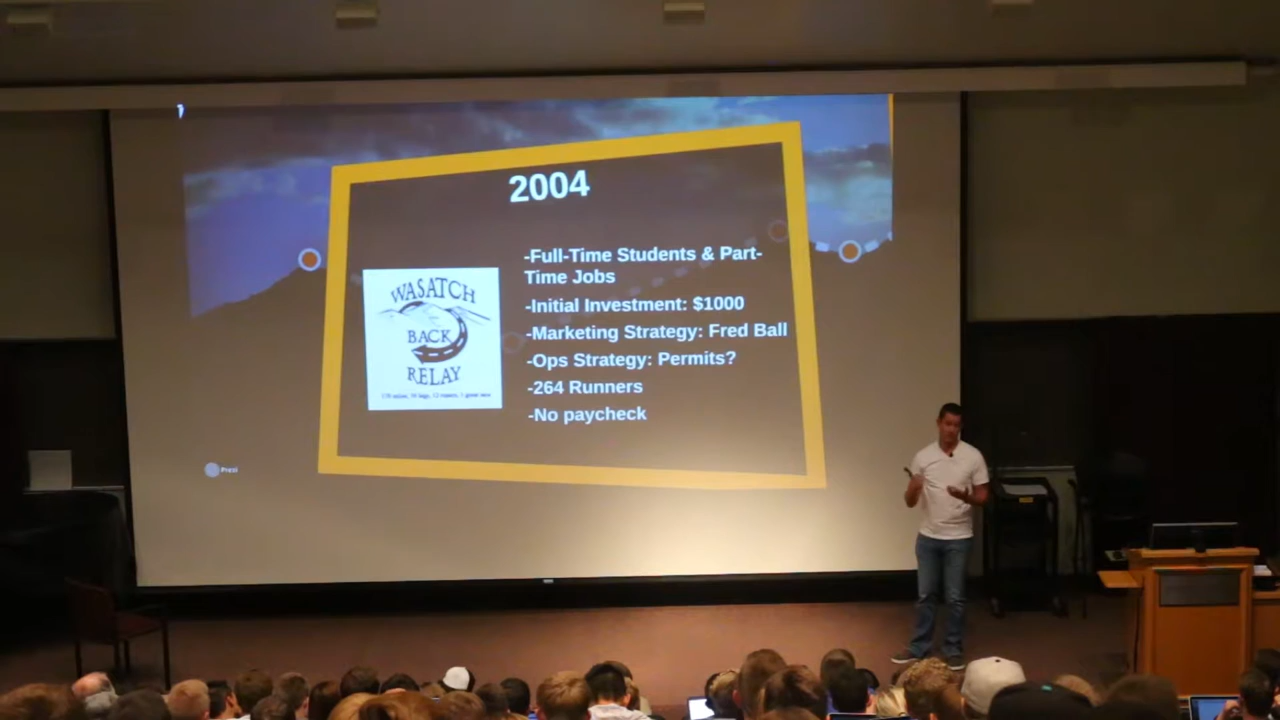 2004
-Full-Time Students & Part-
Time Jobs
-Initial Investment: $1000
-Marketing Strategy: Fred Ball
-Ops Strategy: Permits?
-264 Runners
-No paycheck
WASATCH
BACK
RELAY
Prezi